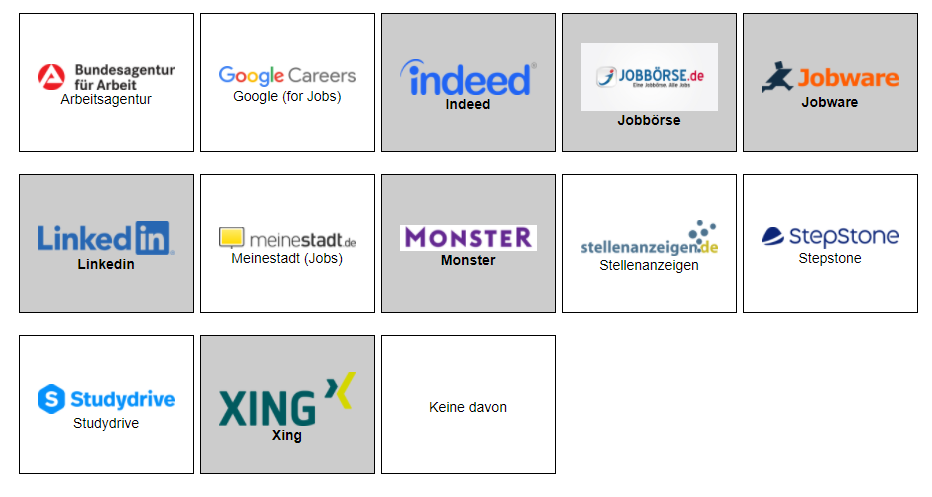 Bundesagentur
für Arbeit
Arbeitsagentur
Google Careers
Google (for Jobs)
indeed®
Indeed
JOBBÖRSE.de
Eine Jobbörse. Alle Jobs
Jobbörse
Jobware
Jobware
Linked in®
Linkedin
meinestadt.de
Meinestadt (Jobs)
MONSTER
Monster
stellenanzeigen.de
Stellenanzeigen
StepStone
Stepstone
S Studydrive
Studydrive
XING
Xing
Keine davon